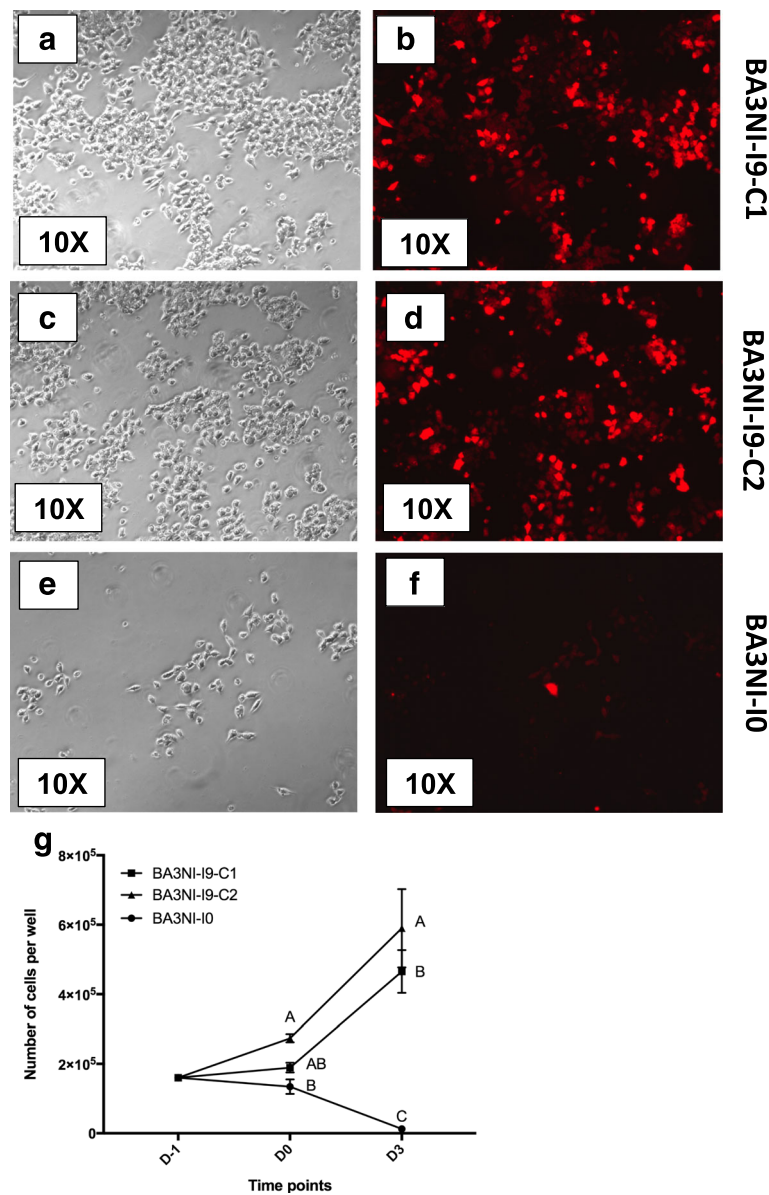 a
b
BA3NI-I9-C1
10X
10X
c
d
BA3NI-I9-C2
10X
10X
e
f
BA3NI-I0
10X
10X
g
8×10⁵
6×10⁵
4×10⁵
2×10⁵
0
Number of cells per well
BA3NI-I9-C1
BA3NI-I9-C2
BA3NI-I0
A
B
A
AB
B
C
D-1
D0
D3
Time points